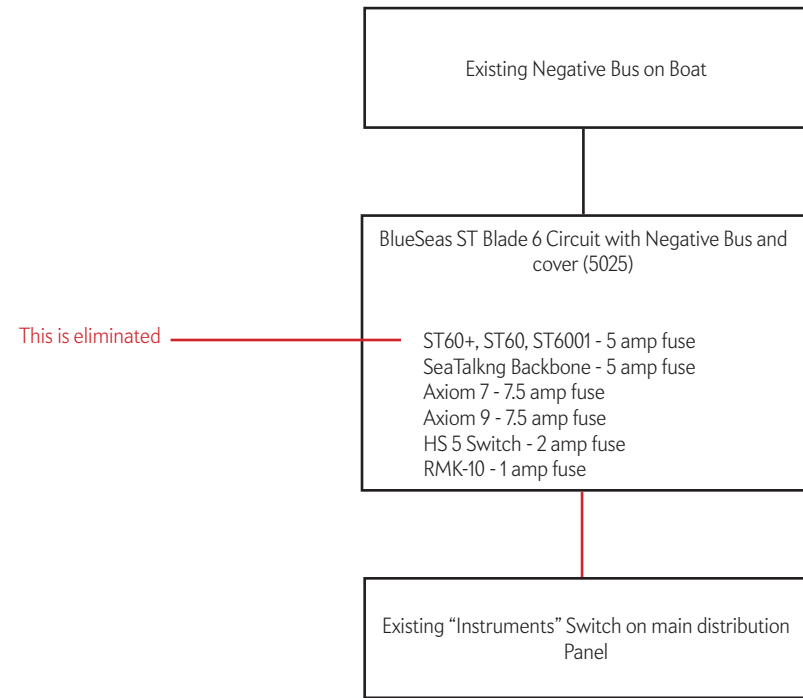 Existing Negative Bus on Boat
BlueSeas ST Blade 6 Circuit with Negative Bus and
cover (5025)
This is eliminated
ST60+, ST60, ST6001 - 5 amp fuse
SeaTalkng Backbone - 5 amp fuse
Axiom 7 - 7.5 amp fuse
Axiom 9 - 7.5 amp fuse
HS 5 Switch - 2 amp fuse
RMK-10 - 1 amp fuse
Existing “Instruments” Switch on main distribution
Panel